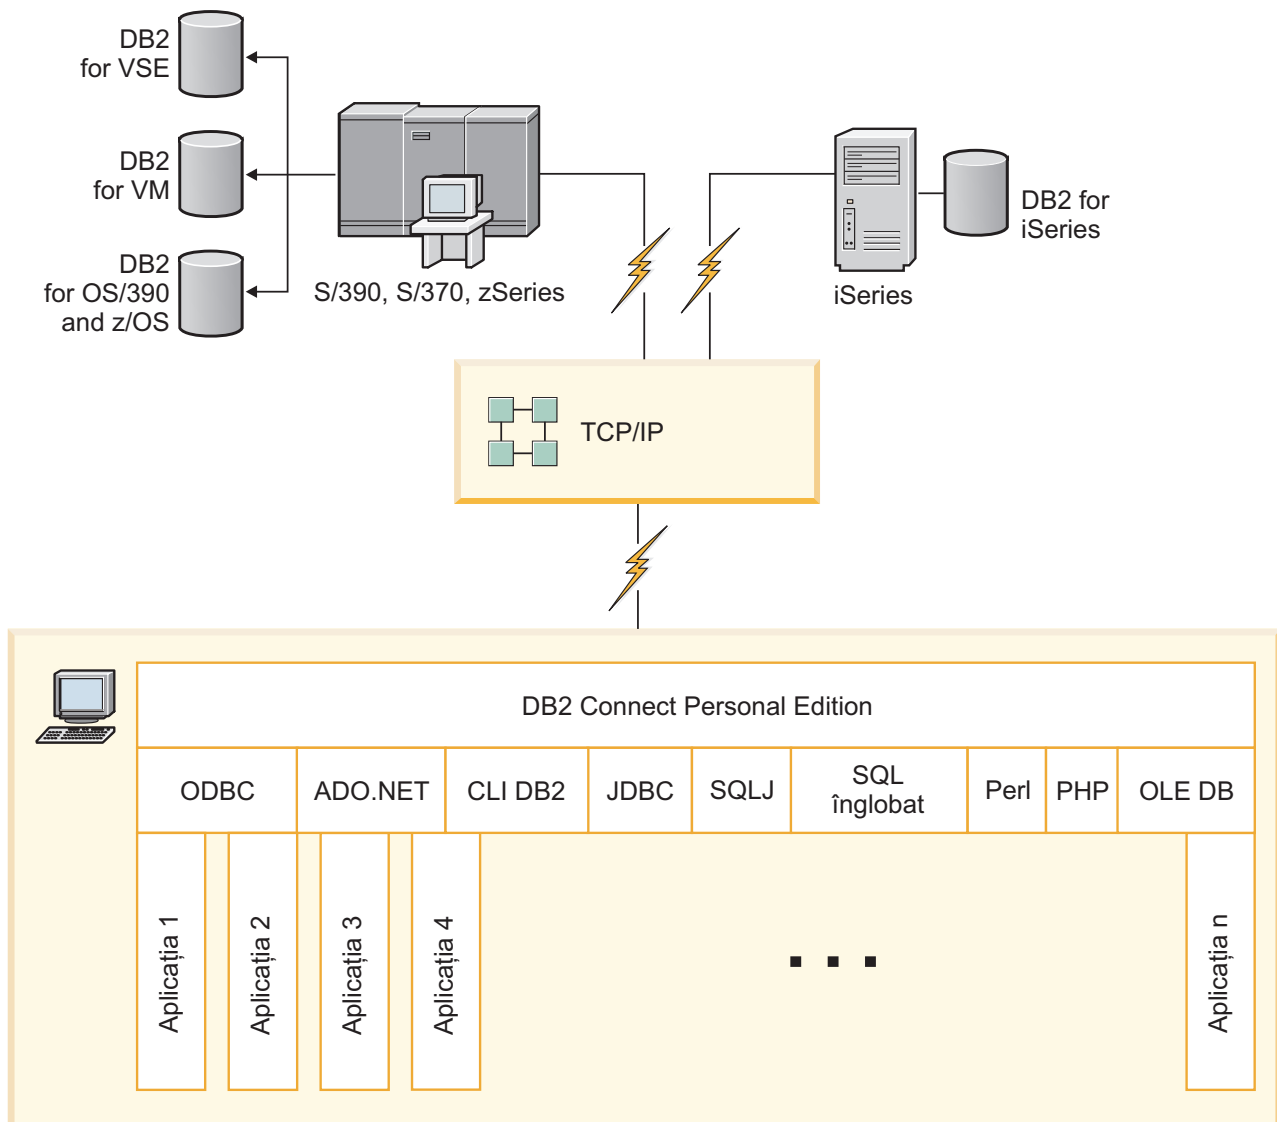 DB2
for VSE
DB2
for VM
DB2
for OS/390
and z/OS
S/390, S/370, zSeries
iSeries
DB2 for
iSeries
TCP/IP
DB2 Connect Personal Edition
ODBC
ADO.NET
CLI DB2
JDBC
SQLJ
SQL
înglobat
Perl
PHP
OLE DB
Aplicația 1
Aplicația 2
Aplicația 3
Aplicația 4
. . .
Aplicația n